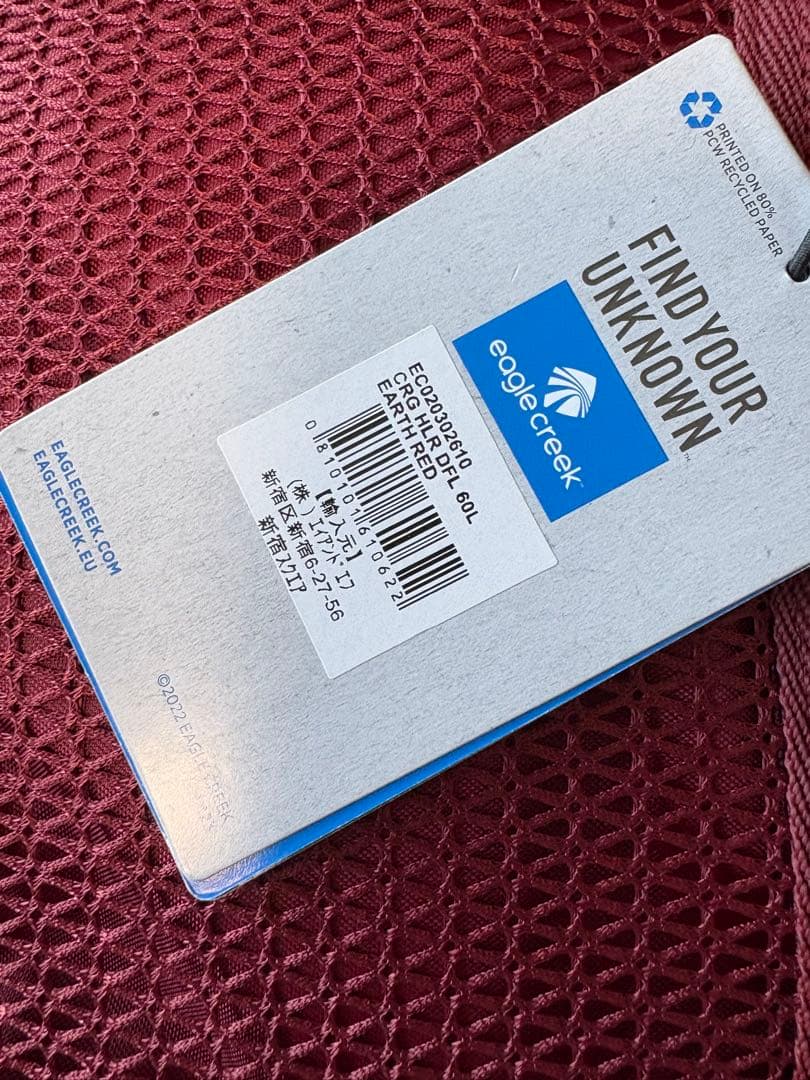 PRINTED ON 80%
PCW RECYCLED PAPER
FIND YOUR
UNKNOWN™
eagle creek
EC020302610
CRG HLR DFL 60L
EARTH RED
0 810101 610622
【輸入元】
(株)エイアンドエフ
新宿区新宿6-27-56
新宿スクエア
EAGLECREEK.COM
EAGLECREEK.EU
©2022 EAGLE CREEK